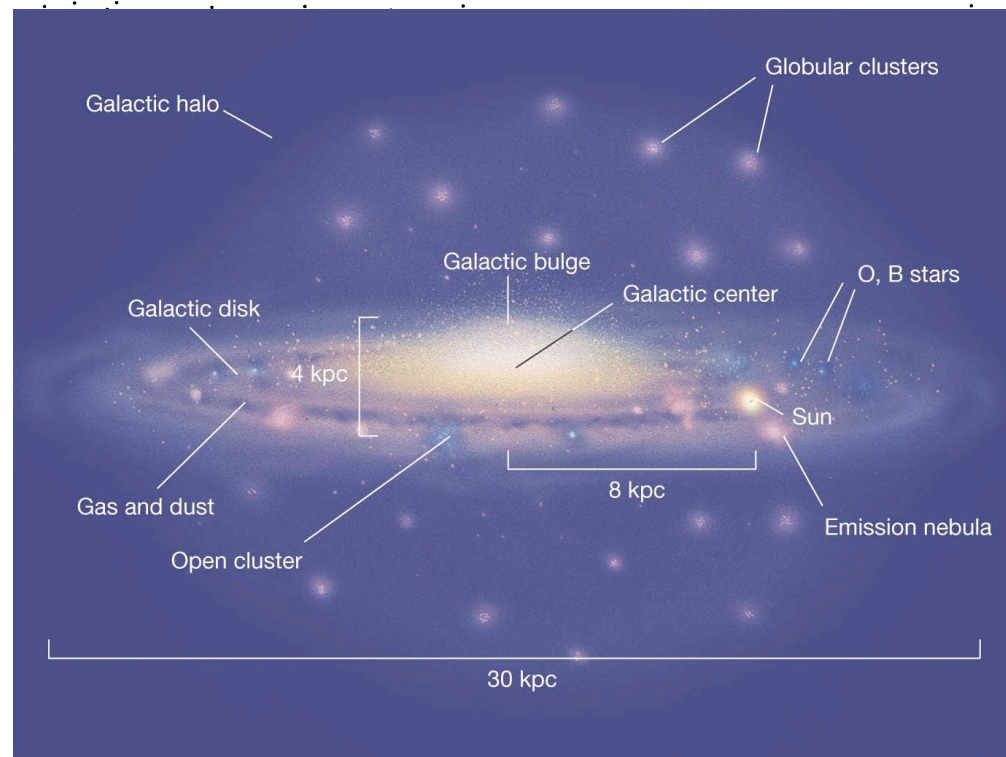 Globular clusters
Galactic halo
Galactic bulge
O, B stars
Galactic center
Galactic disk
4 kpc
Sun
8 kpc
Gas and dust
Emission nebula
Open cluster
30 kpc